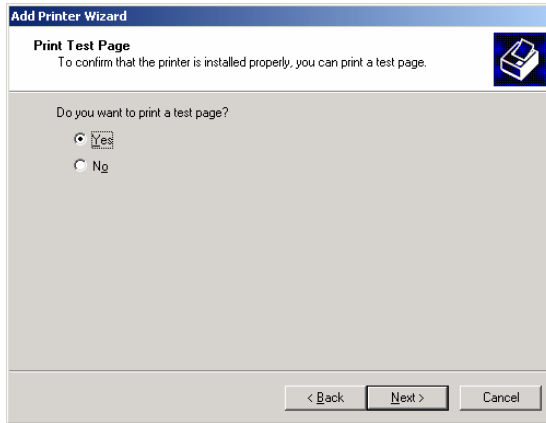 Add Printer Wizard
Print Test Page
To confirm that the printer is installed properly, you can print a test page.
Do you want to print a test page?
Yes
No
< Back Next > Cancel